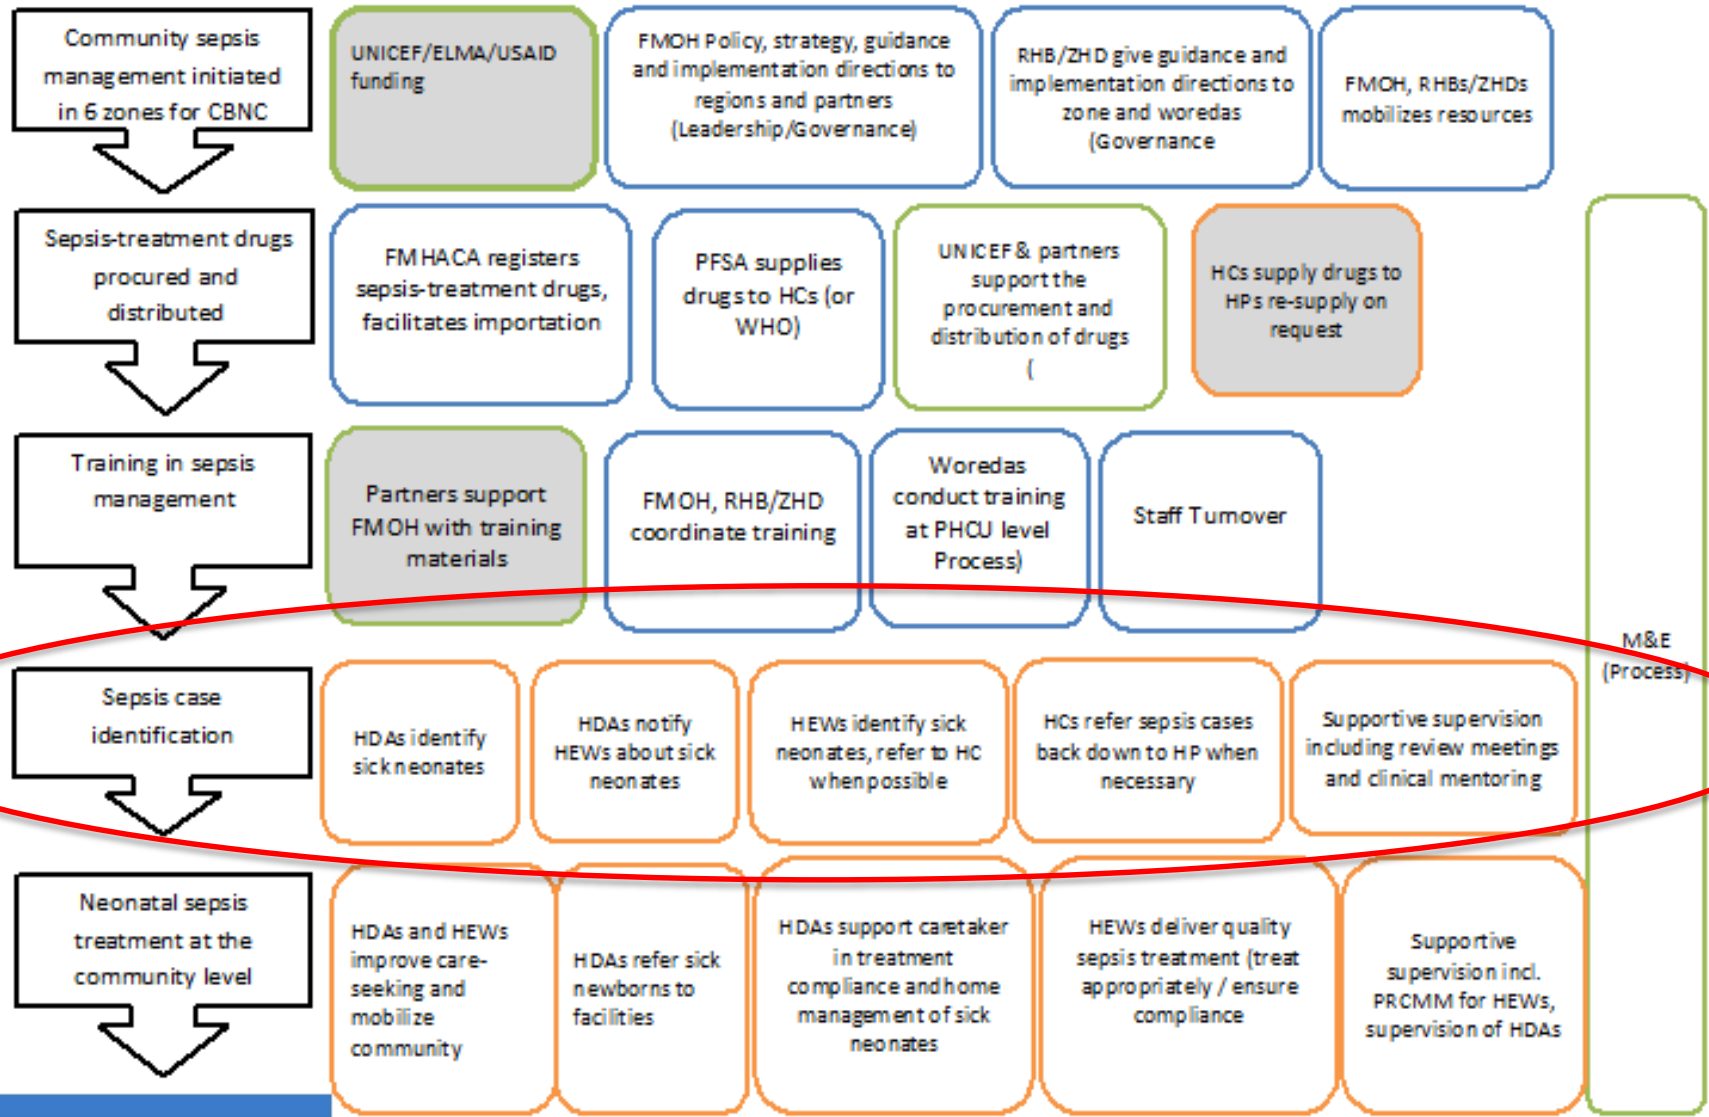 Community sepsis
management initiated
in 6 zones for CBNC
UNICEF/ELMA/USAID
funding
FMOH Policy, strategy, guidance
and implementation directions to
regions and partners
(Leadership/Governance)
RHB/ZHD give guidance and
implementation directions to
zone and woredas
(Governance
FMOH, RHBs/ZHDs
mobilizes resources
Sepsis-treatment drugs
procured and
distributed
FMHACA registers
sepsis-treatment drugs,
facilitates importation
PFSA supplies
drugs to HCs (or
WHO)
UNICEF & partners
support the
procurement and
distribution of drugs
(
HCs supply drugs to
HPs re-supply on
request
Training in sepsis
management
Partners support
FMOH with training
materials
FMOH, RHB/ZHD
coordinate training
Woredas
conduct training
at PHCU level
Process)
Staff Turnover
M&E
(Process)
Sepsis case
identification
HDAs identify
sick neonates
HDAs notify
HEWs about sick
neonates
HEWs identify sick
neonates, refer to HC
when possible
HCs refer sepsis cases
back down to HP when
necessary
Supportive supervision
including review meetings
and clinical mentoring
Neonatal sepsis
treatment at the
community level
HDAs and HEWs
improve care-
seeking and
mobilize
community
HDAs refer sick
newborns to
facilities
HDAs support caretaker
in treatment
compliance and home
management of sick
neonates
HEWs deliver quality
sepsis treatment (treat
appropriately / ensure
compliance
Supportive
supervision incl.
PRCMM for HEWs,
supervision of HDAs